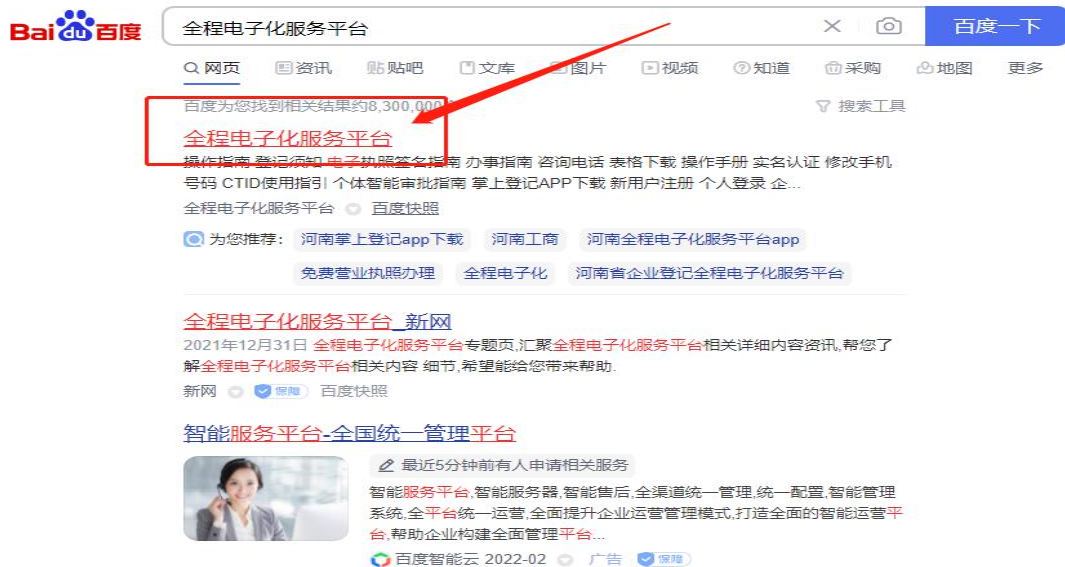 Bai du 百度 全程电子化服务平台 百度一下
网页 资讯 贴吧 文库 图片 视频 知道 采购 地图 更多
百度为您找到相关结果约8,300,000 搜索工具
全程电子化服务平台
操作指南 登记须知 电子执照签名指南 办事指南 咨询电话 表格下载 操作手册 实名认证 修改手机
号码 CTID使用指引 个体智能审批指南 掌上登记APP下载 新用户注册 个人登录 企...
全程电子化服务平台 百度快照
为您推荐: 河南掌上登记app下载 河南工商 河南全程电子化服务平台app
免费营业执照办理 全程电子化 河南省企业登记全程电子化服务平台
全程电子化服务平台_新网
2021年12月31日 全程电子化服务平台专题页,汇聚全程电子化服务平台相关详细内容资讯,帮您了
解全程电子化服务平台相关内容 细节,希望能给您带来帮助.
新网 保障 百度快照
智能服务平台-全国统一管理平台
最近5分钟前有人申请相关服务
智能服务平台,智能服务器,智能售后,全渠道统一管理,统一配置,智能管理
系统,全平台统一运营,全面提升企业运营管理模式,打造全面的智能运营平
台,帮助企业构建全面管理平台...
百度智能云 2022-02 广告 保障